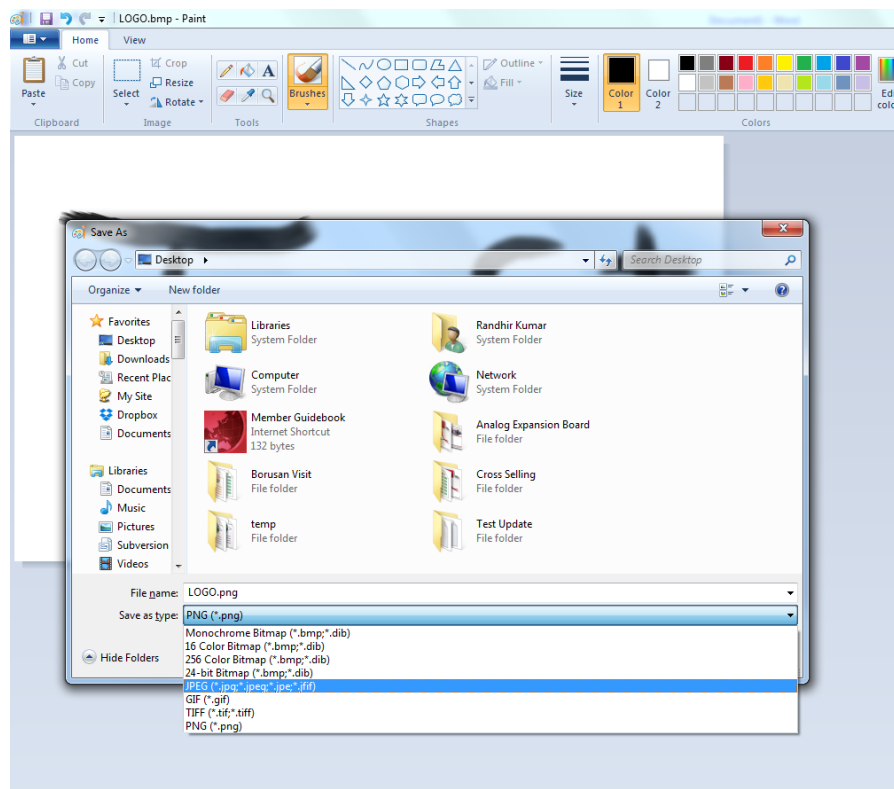 LOGO.bmp - Paint
Home View
Cut
Copy
Paste
Clipboard
Select
Crop
Resize
Rotate
Image
A
Tools
Brushes
Outline
Fill
Shapes
Size
Color 1
Color 2
Colors
Save As
Desktop
Search Desktop
Organize New folder
Favorites
Desktop
Downloads
Recent Plac
My Site
Dropbox
Documents
Libraries
Documents
Music
Pictures
Subversion
Videos
Libraries
System Folder
Randhir Kumar
System Folder
Computer
System Folder
Network
System Folder
Member Guidebook
Internet Shortcut
132 bytes
Analog Expansion Board
File folder
Borusan Visit
File folder
Cross Selling
File folder
temp
File folder
Test Update
File folder
File name: LOGO.png
Save as type: PNG (*.png)
Monochrome Bitmap (*.bmp;*.dib)
16 Color Bitmap (*.bmp;*.dib)
256 Color Bitmap (*.bmp;*.dib)
24-bit Bitmap (*.bmp;*.dib)
JPEG (*.jpg;*.jpeg;*.jpe;*.jfif)
GIF (*.gif)
TIFF (*.tif;*.tiff)
PNG (*.png)
Hide Folders